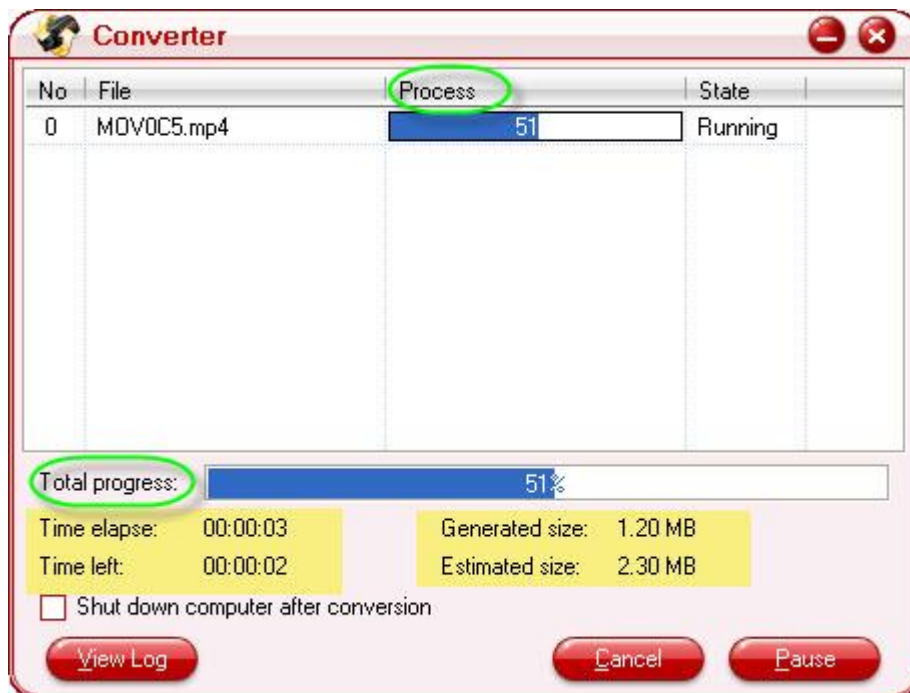 Converter
No File Process State
0 MOV0C5.mp4 51 Running
Total progress: 51%
Time elapse: 00:00:03 Generated size: 1.20 MB
Time left: 00:00:02 Estimated size: 2.30 MB
Shut down computer after conversion
View Log Cancel Pause